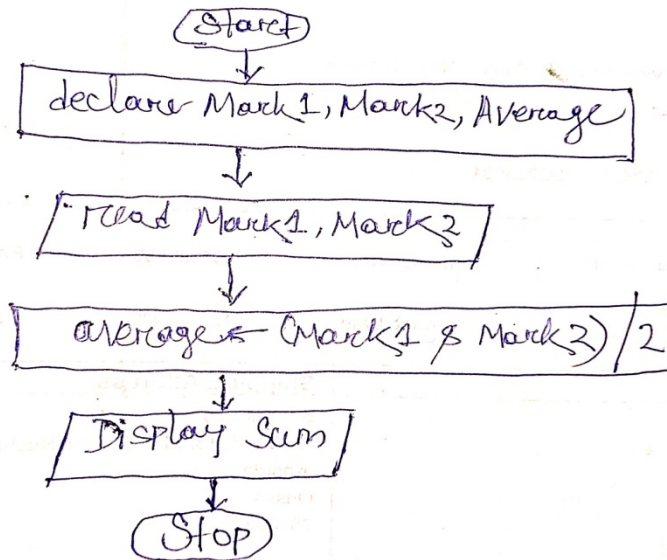 Start
declare Mark1, Mark2, Average
read Mark1, Mark2
average ← (Mark1 & Mark2)/2
Display Sum
Stop